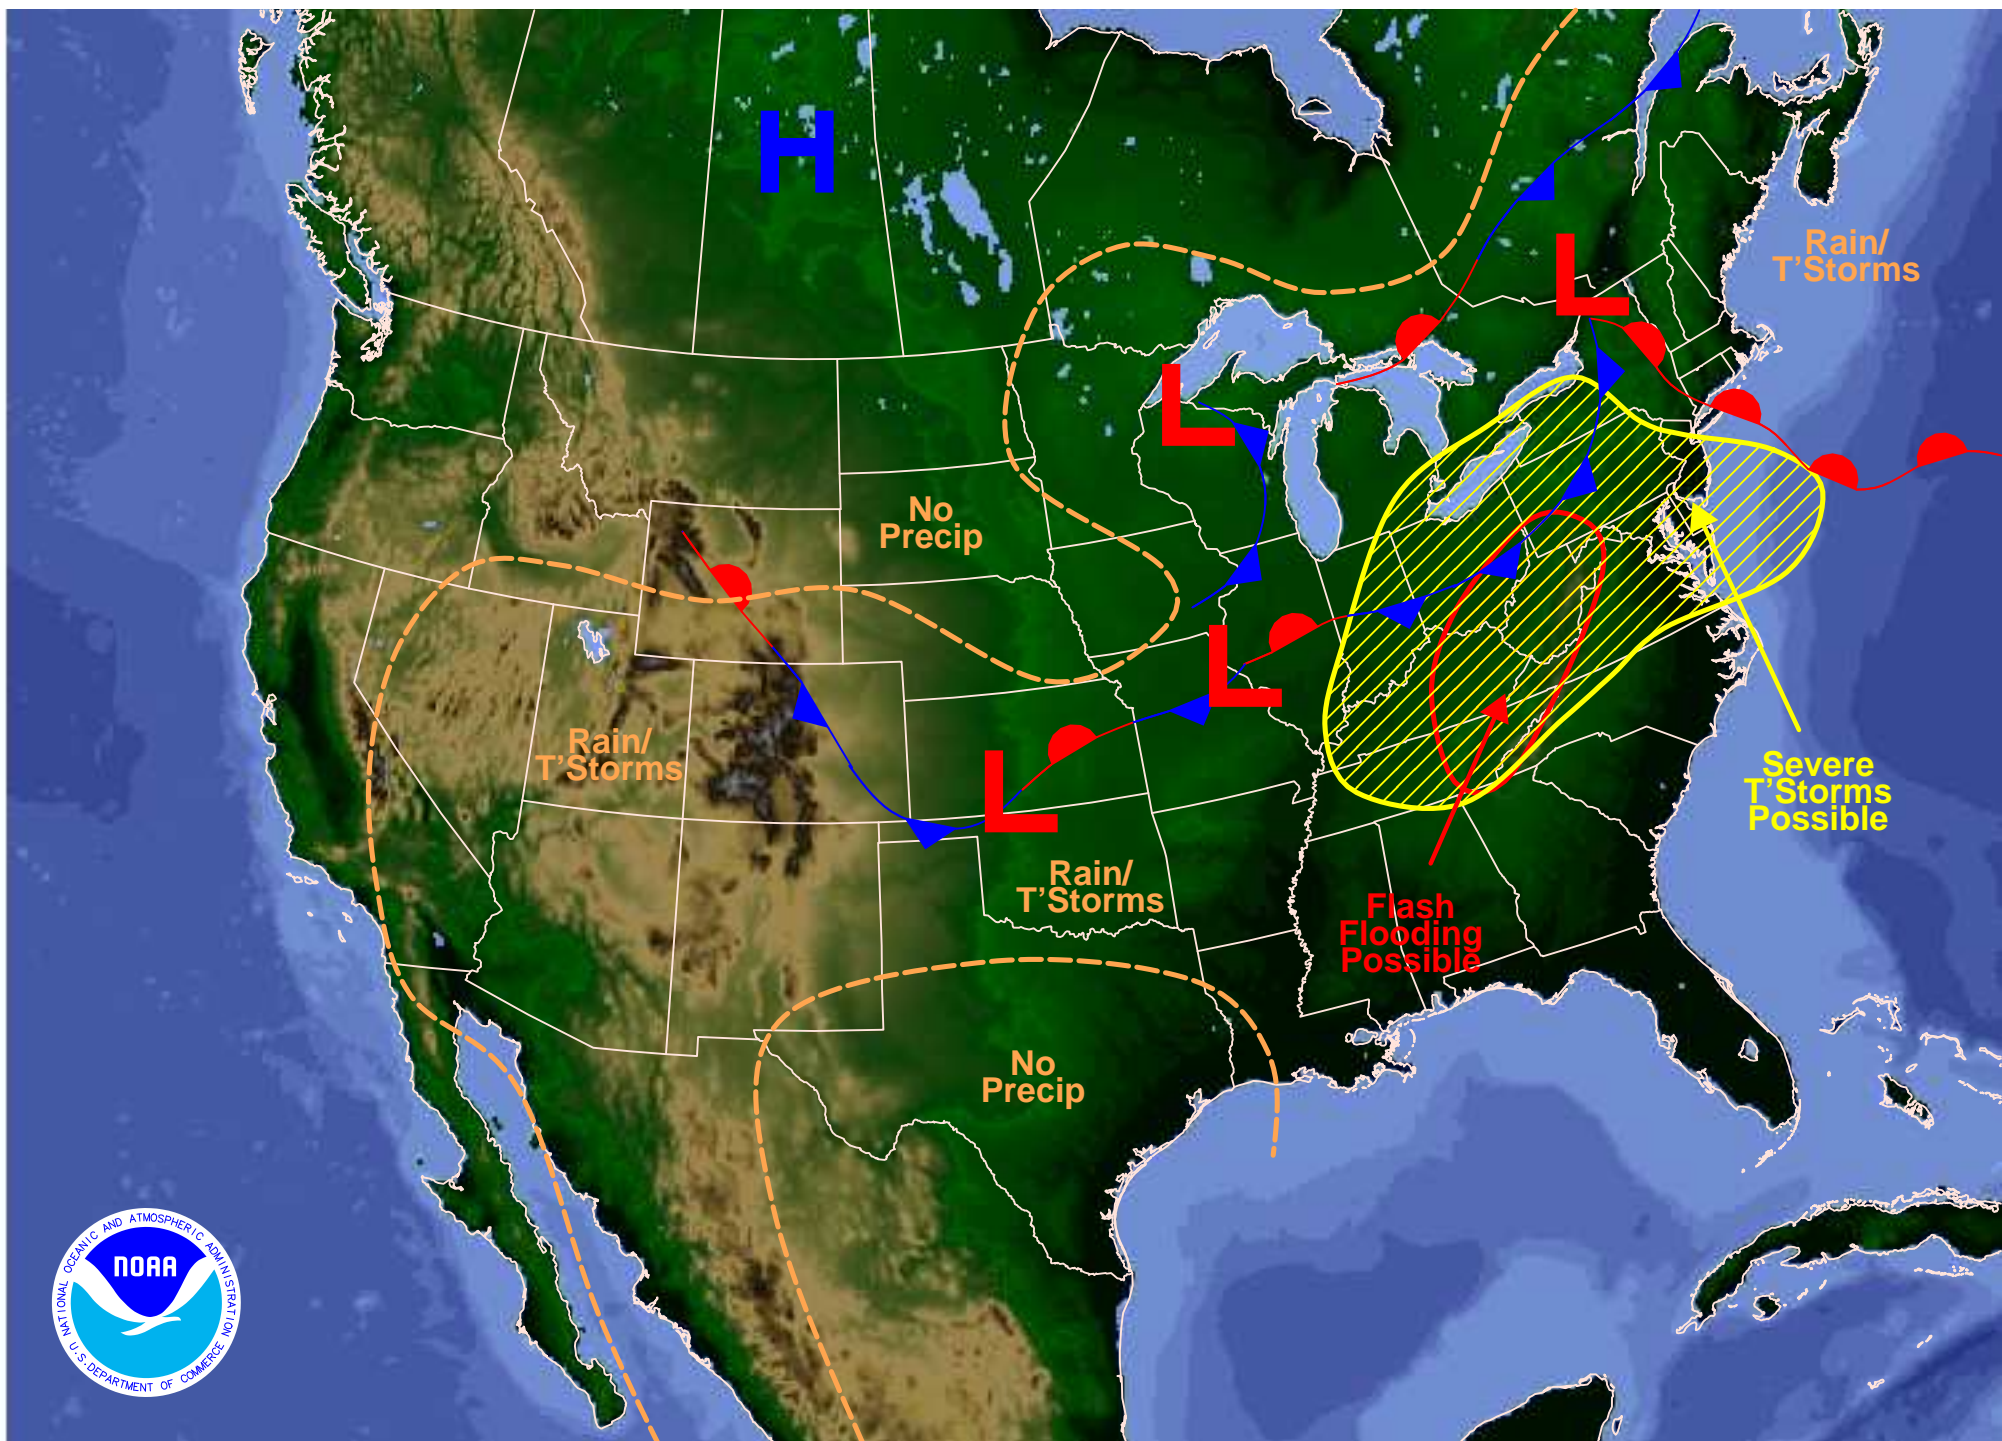 H
Rain/
T'Storms
L
L
No
Precip
L
Rain/
T'Storms
L
Severe
T'Storms
Possible
Rain/
T'Storms
Flash
Flooding
Possible
No
Precip
NATIONAL OCEANIC AND ATMOSPHERIC ADMINISTRATION
NOAA
U.S. DEPARTMENT OF COMMERCE